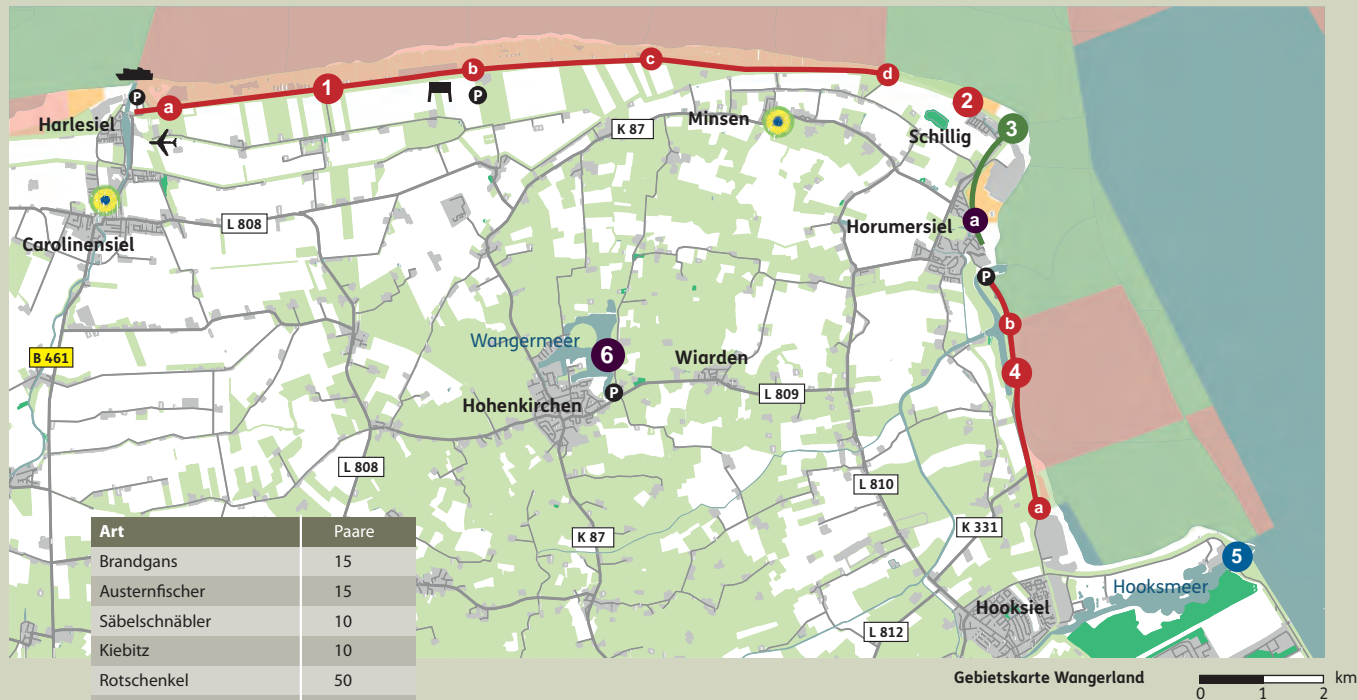 P
a
1
b
P
c
d
2
3
Harlesiel
K 87
Minsen
Schillig
L 808
Carolinensiel
Horumersiel
a
P
b
B 461
Wangermeer
6
Wiarden
4
P
L 809
Hohenkirchen
L 808
L 810
a
K 331
K 87
5
Hooksmeer
Hooksiel
L 812
Art Paare
Brandgans 15
Austernfischer 15
Säbelschnäbler 10
Kiebitz 10
Rotschenkel 50
Gebietskarte Wangerland
km
0 1 2